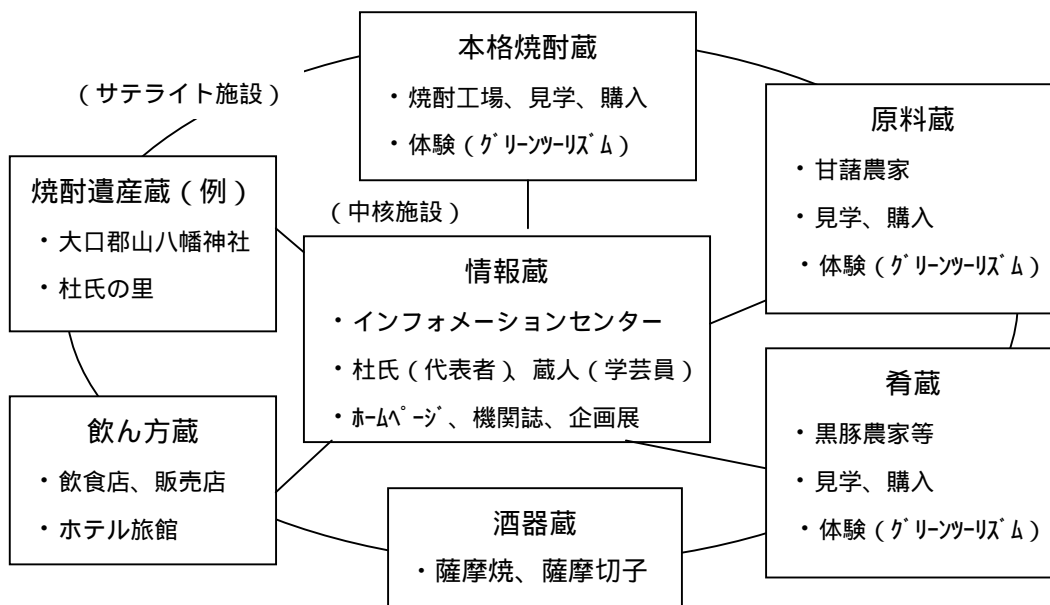 本格焼酎蔵
・焼酎工場、見学、購入
・体験（ｸﾞﾘｰﾝﾂｰﾘｽﾞﾑ）
（サテライト施設）
原料蔵
・甘藷農家
・見学、購入
・体験（ｸﾞﾘｰﾝﾂｰﾘｽﾞﾑ）
焼酎遺産蔵（例）
・大口郡山八幡神社
・杜氏の里
（中核施設）
情報蔵
・インフォメーションセンター
・杜氏（代表者）、蔵人（学芸員）
・ﾎｰﾑﾍﾟｰｼﾞ、機関誌、企画展
肴蔵
・黒豚農家等
・見学、購入
・体験（ｸﾞﾘｰﾝﾂｰﾘｽﾞﾑ）
飲ん方蔵
・飲食店、販売店
・ホテル旅館
酒器蔵
・薩摩焼、薩摩切子